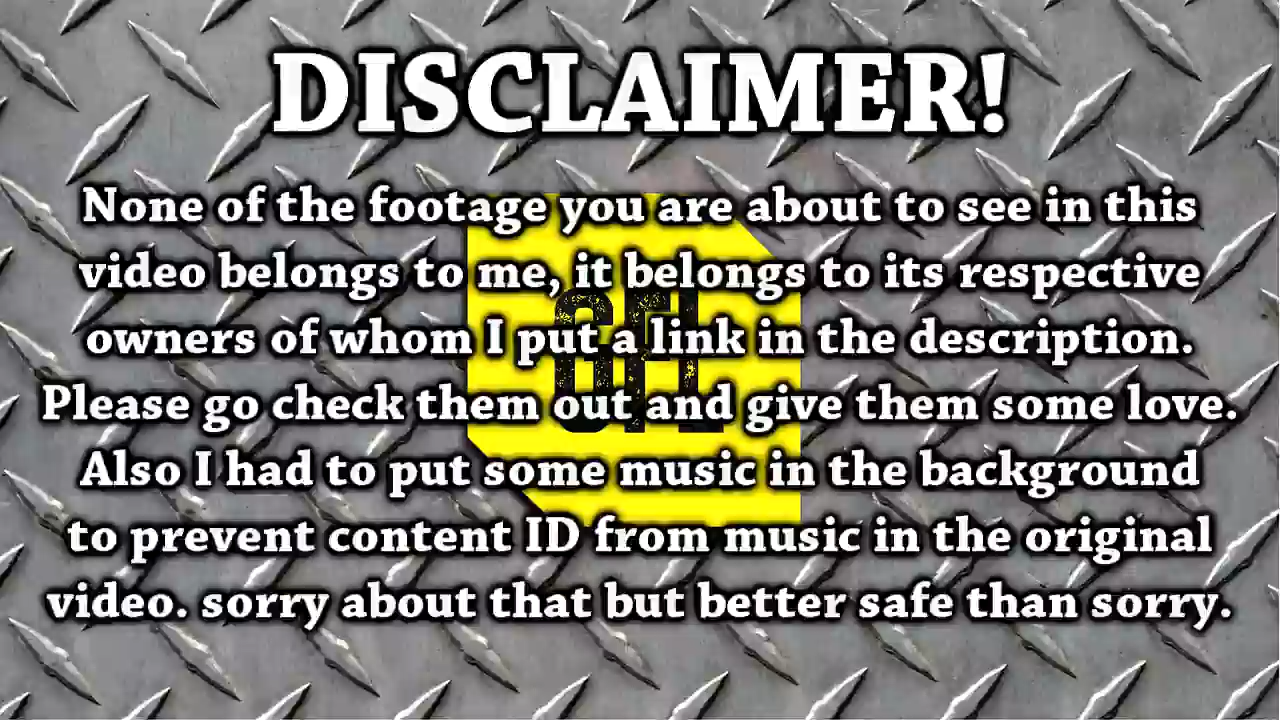 DISCLAIMER!
None of the footage you are about to see in this
video belongs to me, it belongs to its respective
owners of whom I put a link in the description.
Please go check them out and give them some love.
Also I had to put some music in the background
to prevent content ID from music in the original
video. sorry about that but better safe than sorry.